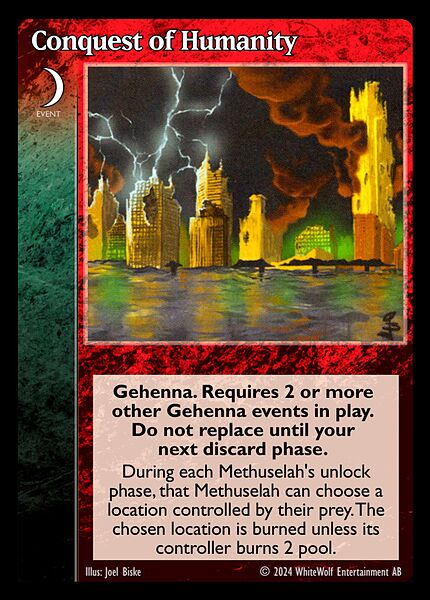 Conquest of Humanity
EVENT
Gehenna. Requires 2 or more
other Gehenna events in play.
Do not replace until your
next discard phase.
During each Methuselah's unlock
phase, that Methuselah can choose a
location controlled by their prey. The
chosen location is burned unless its
controller burns 2 pool.
Illus: Joel Biske © 2024 WhiteWolf Entertainment AB